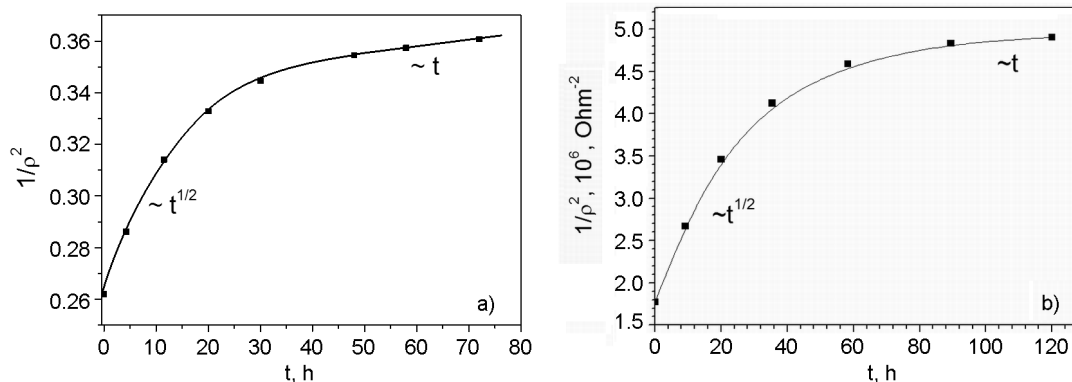 0.36
0.34
0.32
0.30
0.28
0.26
1/ρ²
~ t
~ t^{1/2}
a)
0 10 20 30 40 50 60 70 80
t, h
5.0
4.5
4.0
3.5
3.0
2.5
2.0
1.5
1/ρ², 10⁶, Ohm⁻²
~t
~t^{1/2}
b)
0 20 40 60 80 100 120
t, h